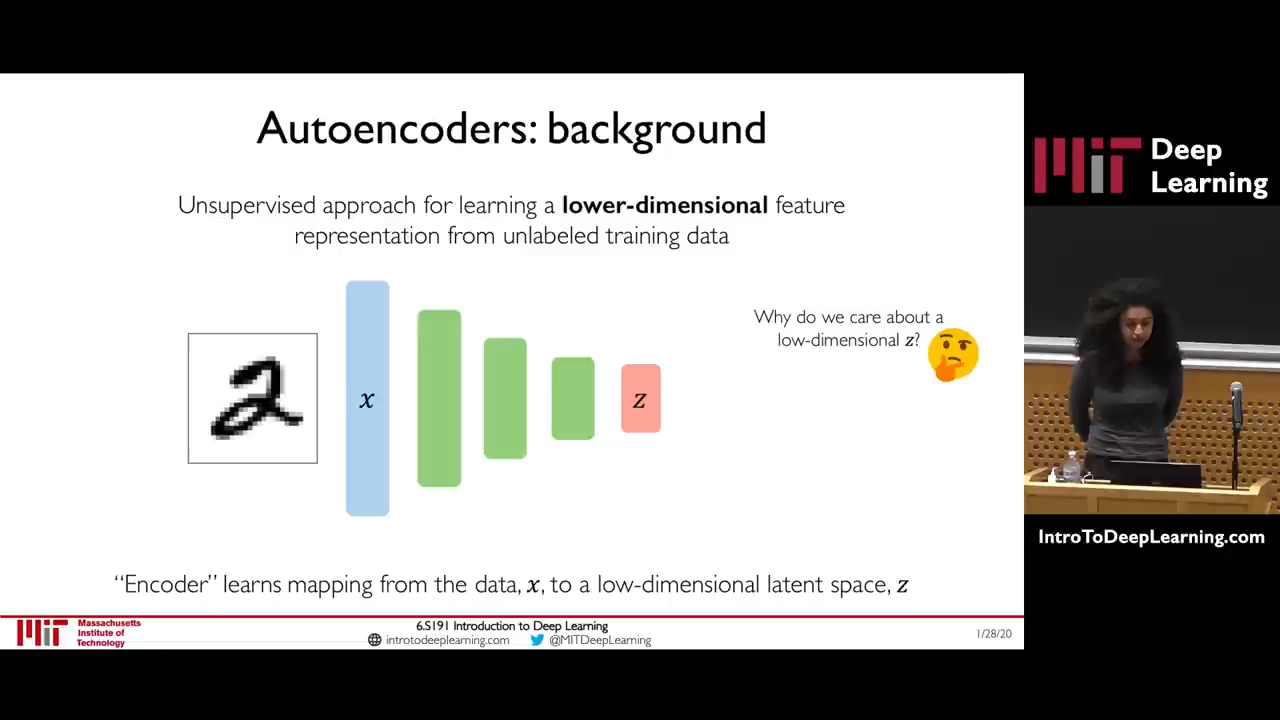 Autoencoders: background
Unsupervised approach for learning a lower-dimensional feature
representation from unlabeled training data
x
z
Why do we care about a
low-dimensional z?
“Encoder” learns mapping from the data, x, to a low-dimensional latent space, z
Massachusetts
Institute of
Technology
6.S191 Introduction to Deep Learning
introtodeeplearning.com
@MITDeepLearning
1/28/20
MIT
Deep
Learning
IntroToDeepLearning.com
2